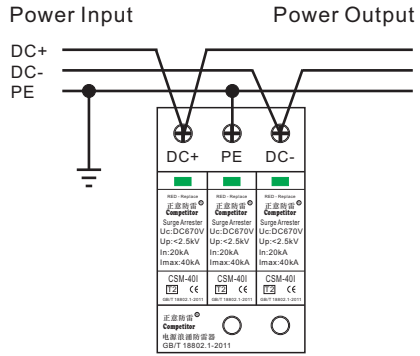 Power Input Power Output
DC+
DC-
PE
DC+ PE DC-
RED - Replace RED - Replace RED - Replace
正意防雷® 正意防雷® 正意防雷®
Competitor Competitor Competitor
Surge Arrester Surge Arrester Surge Arrester
Uc:DC670V Uc:DC670V Uc:DC670V
Up:<2.5kV Up:<2.5kV Up:<2.5kV
In:20kA In:20kA In:20kA
Imax:40kA Imax:40kA Imax:40kA
CSM-40I CSM-40I CSM-40I
T2 CE T2 CE T2 CE
GB/T 18802.1-2011 GB/T 18802.1-2011 GB/T 18802.1-2011
正意防雷®
Competitor
电源浪涌防雷器
GB/T 18802.1-2011